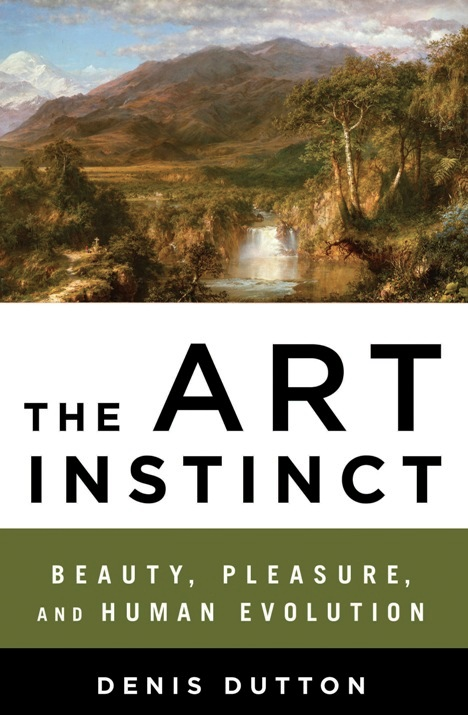 THE ART
INSTINCT
BEAUTY, PLEASURE,
AND HUMAN EVOLUTION
DENIS DUTTON